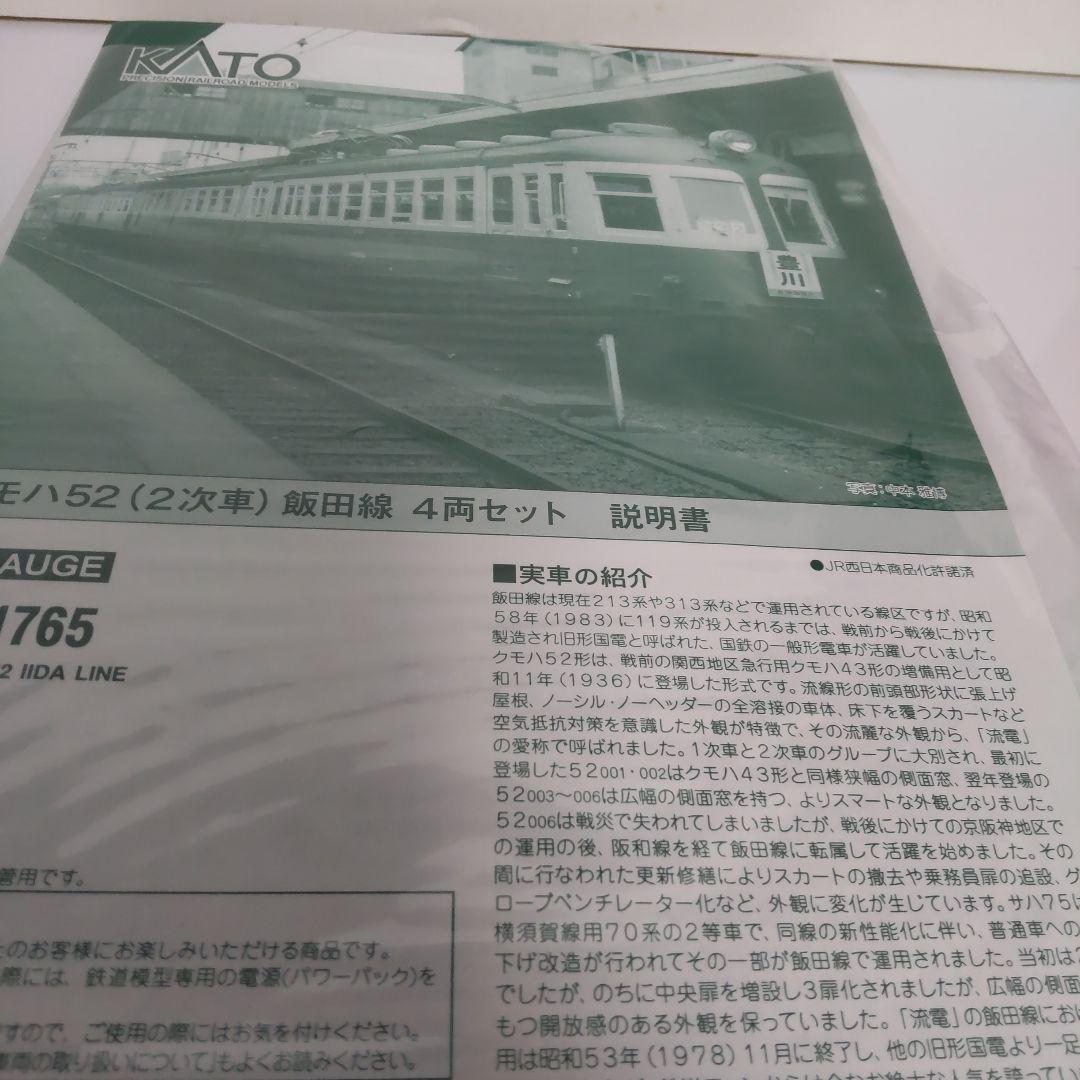 KATO
PRECISION RAILROAD MODELS
豊川
写真:中本 雅博
モハ52(2次車)飯田線 4両セット 説明書
AUGE
1765
2 IIDA LINE
●JR西日本商品化許諾済
■実車の紹介
飯田線は現在213系や313系などで運用されている線区ですが、昭和
58年(1983)に119系が投入されるまでは、戦前から戦後にかけて
製造され旧形国電と呼ばれた、国鉄の一般形電車が活躍していました。
クモハ52形は、戦前の関西地区急行用クモハ43形の増備用として昭
和11年(1936)に登場した形式です。流線形の前頭部形状に張上げ
屋根、ノーシル・ノーヘッダーの全溶接の車体、床下を覆うスカートなど
空気抵抗対策を意識した外観が特徴で、その流麗な外観から、「流電」
の愛称で呼ばれました。1次車と2次車のグループに大別され、最初に
登場した52001・002はクモハ43形と同様狭幅の側面窓、翌年登場の
52003〜006は広幅の側面窓を持つ、よりスマートな外観となりました。
52006は戦災で失われてしまいましたが、戦後にかけての京阪神地区で
の運用の後、阪和線を経て飯田線に転属して活躍を始めました。その
間に行なわれた更新修繕によりスカートの撤去や乗務員扉の追設、グ
ローブベンチレーター化など、外観に変化が生じています。サハ75は
横須賀線用70系の2等車で、同線の新性能化に伴い、普通車への
下げ改造が行われてその一部が飯田線で運用されました。当初は2
でしたが、のちに中央扉を増設し3扉化されましたが、広幅の側面
もつ開放感のある外観を保っていました。「流電」の飯田線におけ
用は昭和53年(1978)11月に終了し、他の旧形国電より一足
管用です。
上のお客様にお楽しみいただける商品です。
際には、鉄道模型専用の電源(パワーパック)を
ますので、ご使用の際にはお気を付けください。
車両の取り扱いについて」もよくお読みください。